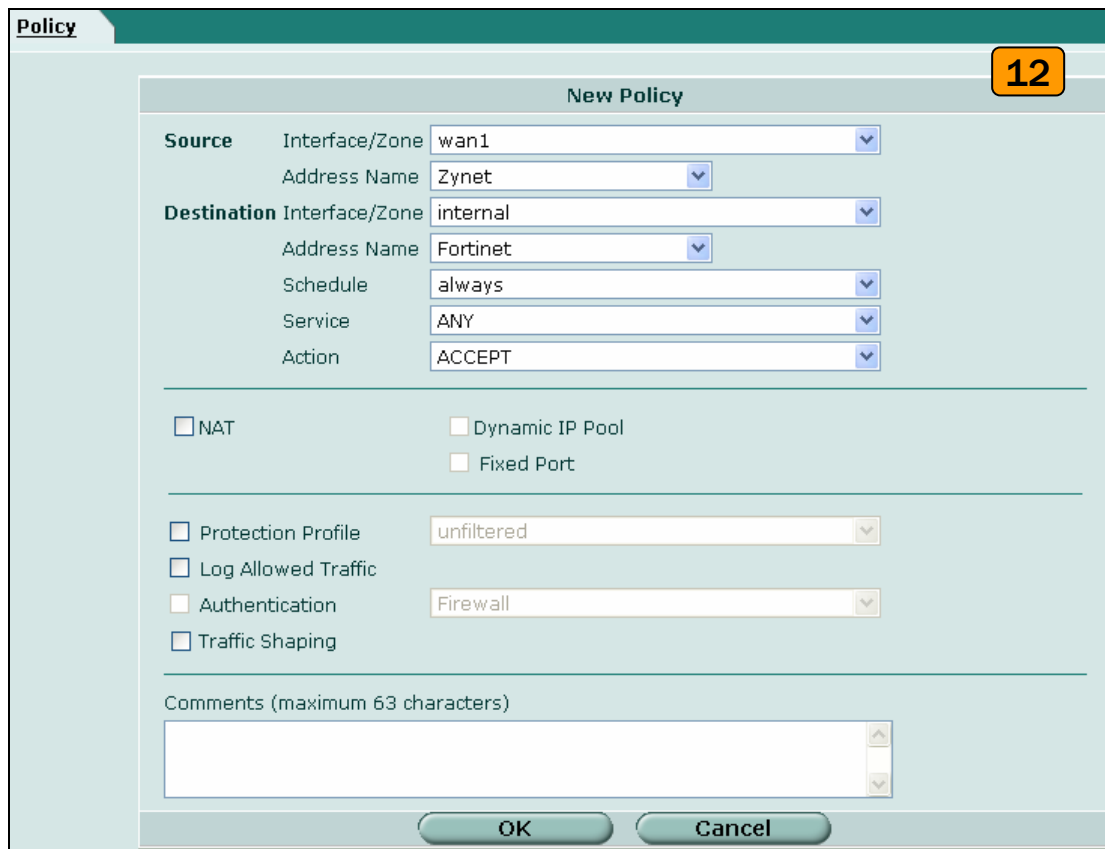 Policy
12
New Policy
Source Interface/Zone wan1
Address Name Zynet
Destination Interface/Zone internal
Address Name Fortinet
Schedule always
Service ANY
Action ACCEPT
NAT Dynamic IP Pool
Fixed Port
Protection Profile unfiltered
Log Allowed Traffic
Authentication Firewall
Traffic Shaping
Comments (maximum 63 characters)
OK Cancel